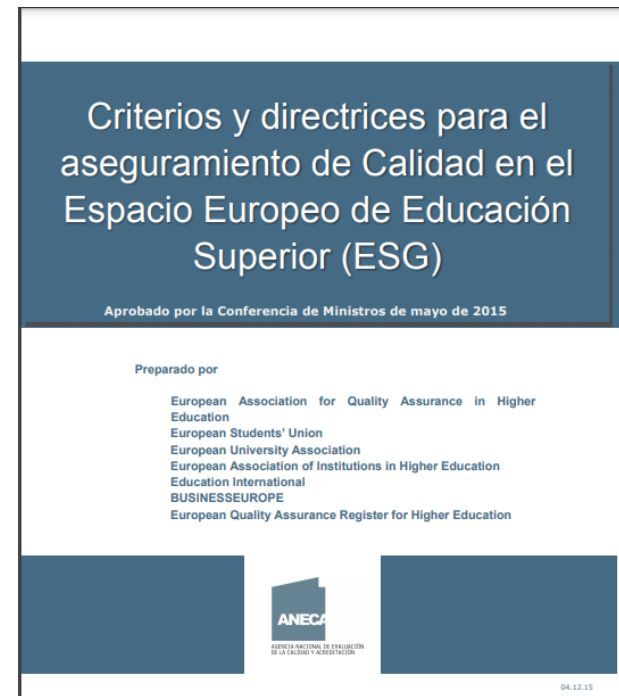 Criterios y directrices para el
aseguramiento de Calidad en el
Espacio Europeo de Educación
Superior (ESG)
Aprobado por la Conferencia de Ministros de mayo de 2015
Preparado por
European Association for Quality Assurance in Higher
Education
European Students' Union
European University Association
European Association of Institutions in Higher Education
Education International
BUSINESSEUROPE
European Quality Assurance Register for Higher Education
ANECA
AGENCIA NACIONAL DE EVALUACIÓN
DE LA CALIDAD Y ACREDITACIÓN
04.12.15